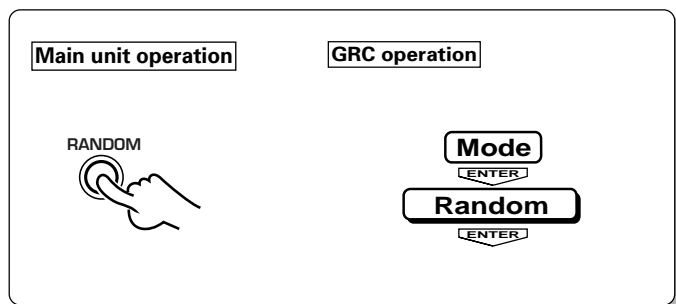 Main unit operation
GRC operation
RANDOM
Mode
ENTER
Random
ENTER